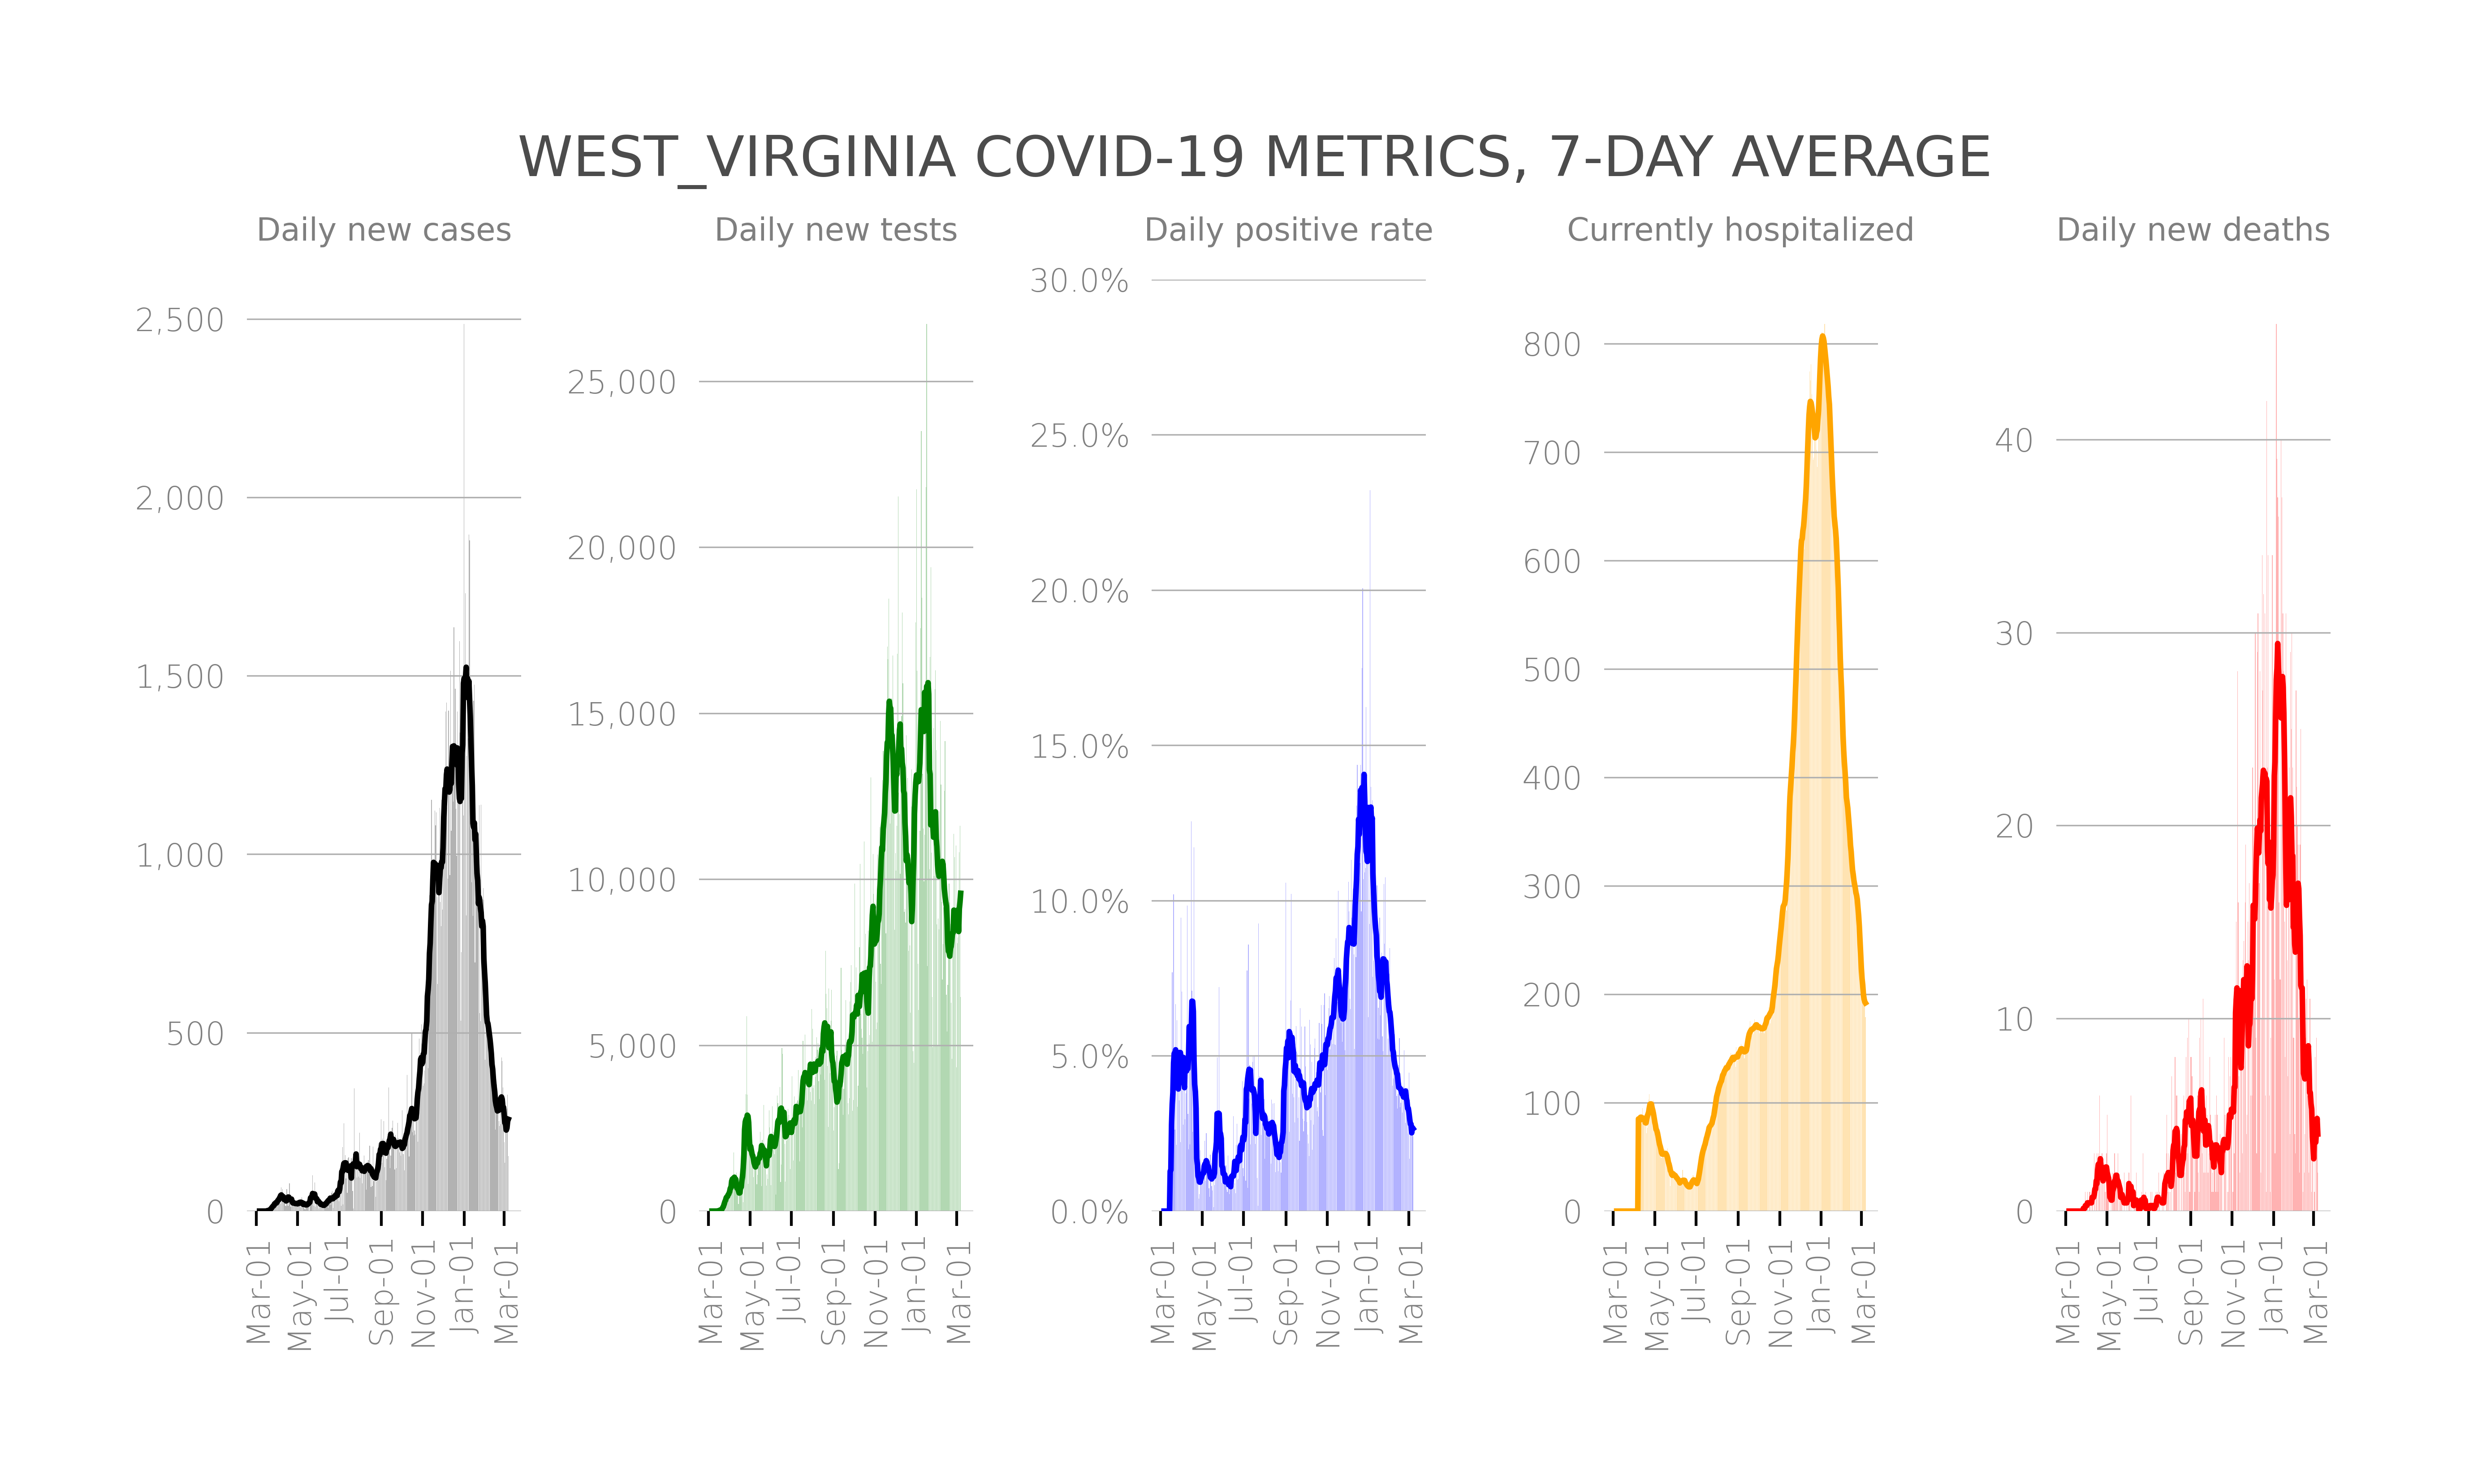 WEST_VIRGINIA COVID-19 METRICS, 7-DAY AVERAGE
Daily new cases
2,500
2,000
1,500
1,000
500
0
Mar-01
May-01
Jul-01
Sep-01
Nov-01
Jan-01
Mar-01
Daily new tests
25,000
20,000
15,000
10,000
5,000
0
Mar-01
May-01
Jul-01
Sep-01
Nov-01
Jan-01
Mar-01
Daily positive rate
30.0%
25.0%
20.0%
15.0%
10.0%
5.0%
0.0%
Mar-01
May-01
Jul-01
Sep-01
Nov-01
Jan-01
Mar-01
Currently hospitalized
800
700
600
500
400
300
200
100
0
Mar-01
May-01
Jul-01
Sep-01
Nov-01
Jan-01
Mar-01
Daily new deaths
40
30
20
10
0
Mar-01
May-01
Jul-01
Sep-01
Nov-01
Jan-01
Mar-01